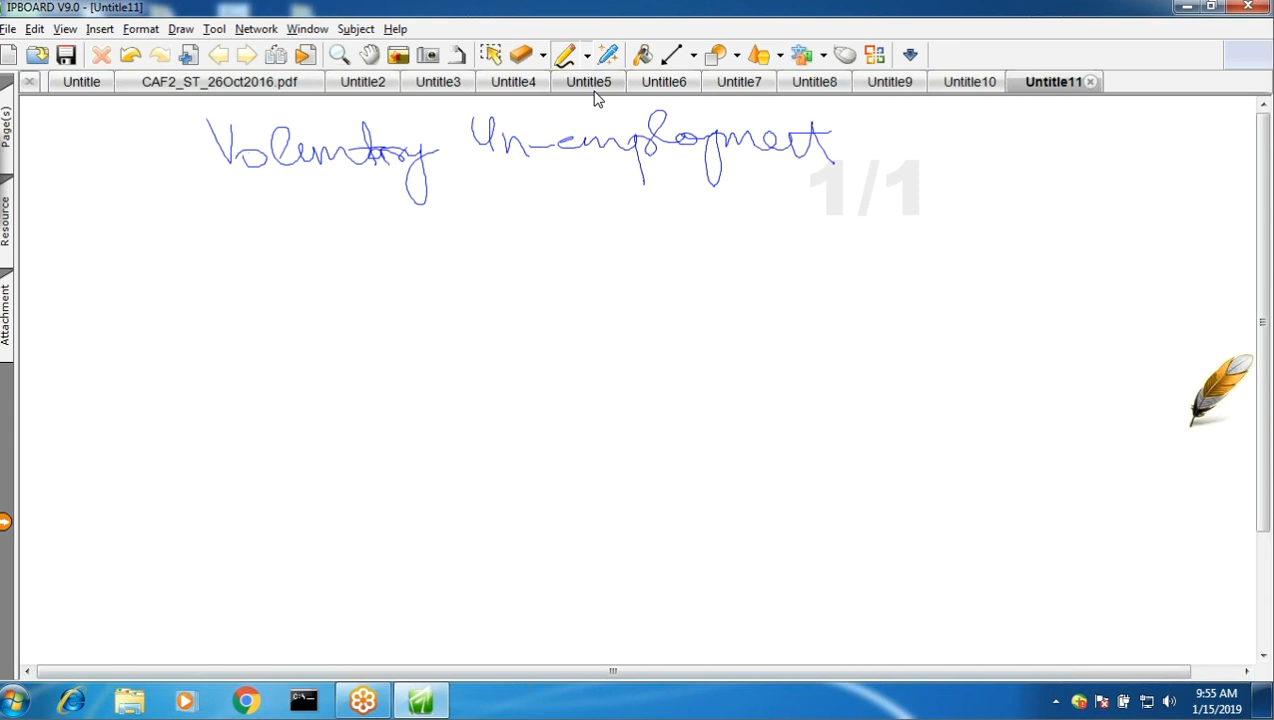 IPBOARD V9.0 - [Untitle11]
File Edit View Insert Format Draw Tool Network Window Subject Help
Untitle CAF2_ST_26Oct2016.pdf Untitle2 Untitle3 Untitle4 Untitle5 Untitle6 Untitle7 Untitle8 Untitle9 Untitle10 Untitle11
Page(s)
Resource
Attachment
Voluntary Un-employment
1/1
9:55 AM
1/15/2019